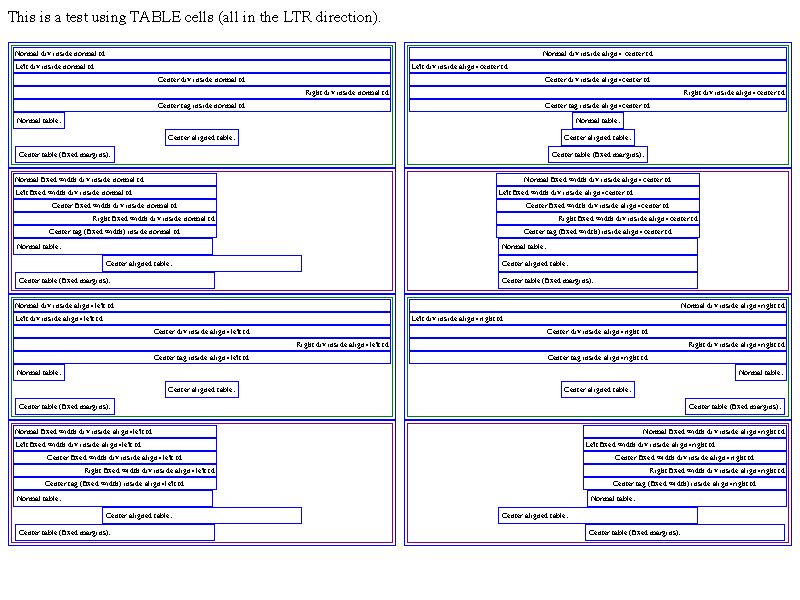 This is a test using TABLE cells (all in the LTR direction).
Normal div inside normal td
Left div inside normal td
Center div inside normal td
Right div inside normal td
Center tag inside normal td
Normal table.
Center aligned table.
Center table (fixed margins).
Normal div inside align=center td
Left div inside align=center td
Center div inside align=center td
Right div inside align=center td
Center tag inside align=center td
Normal table.
Center aligned table.
Center table (fixed margins).
Normal fixed width div inside normal td
Left fixed width div inside normal td
Center fixed width div inside normal td
Right fixed width div inside normal td
Center tag (fixed width) inside normal td
Normal table.
Center aligned table.
Center table (fixed margins).
Normal fixed width div inside align=center td
Left fixed width div inside align=center td
Center fixed width div inside align=center td
Right fixed width div inside align=center td
Center tag (fixed width) inside align=center td
Normal table.
Center aligned table.
Center table (fixed margins).
Normal div inside align=left td
Left div inside align=left td
Center div inside align=left td
Right div inside align=left td
Center tag inside align=left td
Normal table.
Center aligned table.
Center table (fixed margins).
Normal div inside align=right td
Left div inside align=right td
Center div inside align=right td
Right div inside align=right td
Center tag inside align=right td
Normal table.
Center aligned table.
Center table (fixed margins).
Normal fixed width div inside align=left td
Left fixed width div inside align=left td
Center fixed width div inside align=left td
Right fixed width div inside align=left td
Center tag (fixed width) inside align=left td
Normal table.
Center aligned table.
Center table (fixed margins).
Normal fixed width div inside align=right td
Left fixed width div inside align=right td
Center fixed width div inside align=right td
Right fixed width div inside align=right td
Center tag (fixed width) inside align=right td
Normal table.
Center aligned table.
Center table (fixed margins).